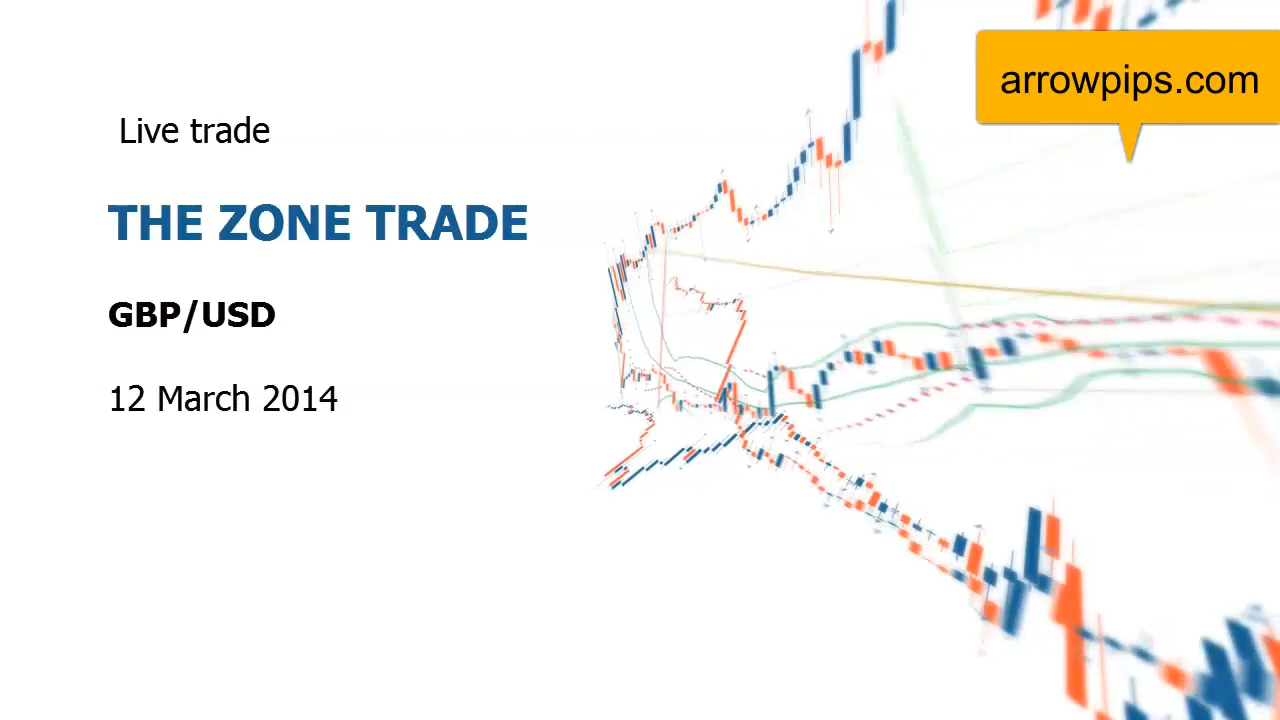 arrowpips.com
Live trade
THE ZONE TRADE
GBP/USD
12 March 2014